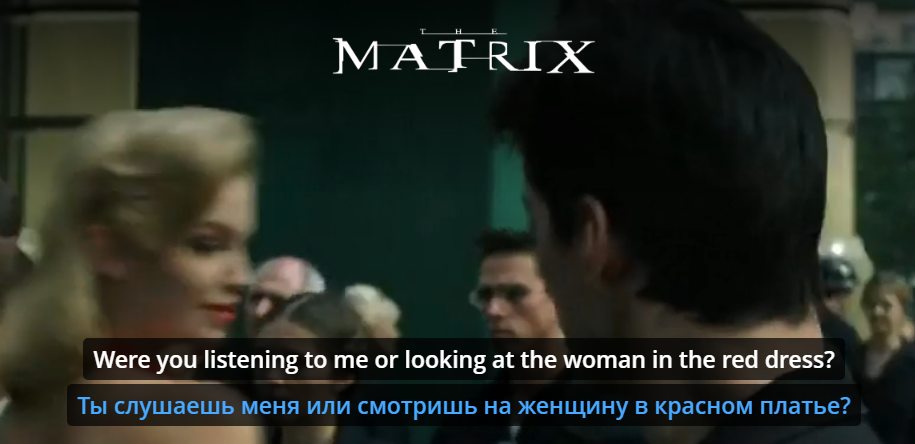 THE
MATRIX
Were you listening to me or looking at the woman in the red dress?
Ты слушаешь меня или смотришь на женщину в красном платье?